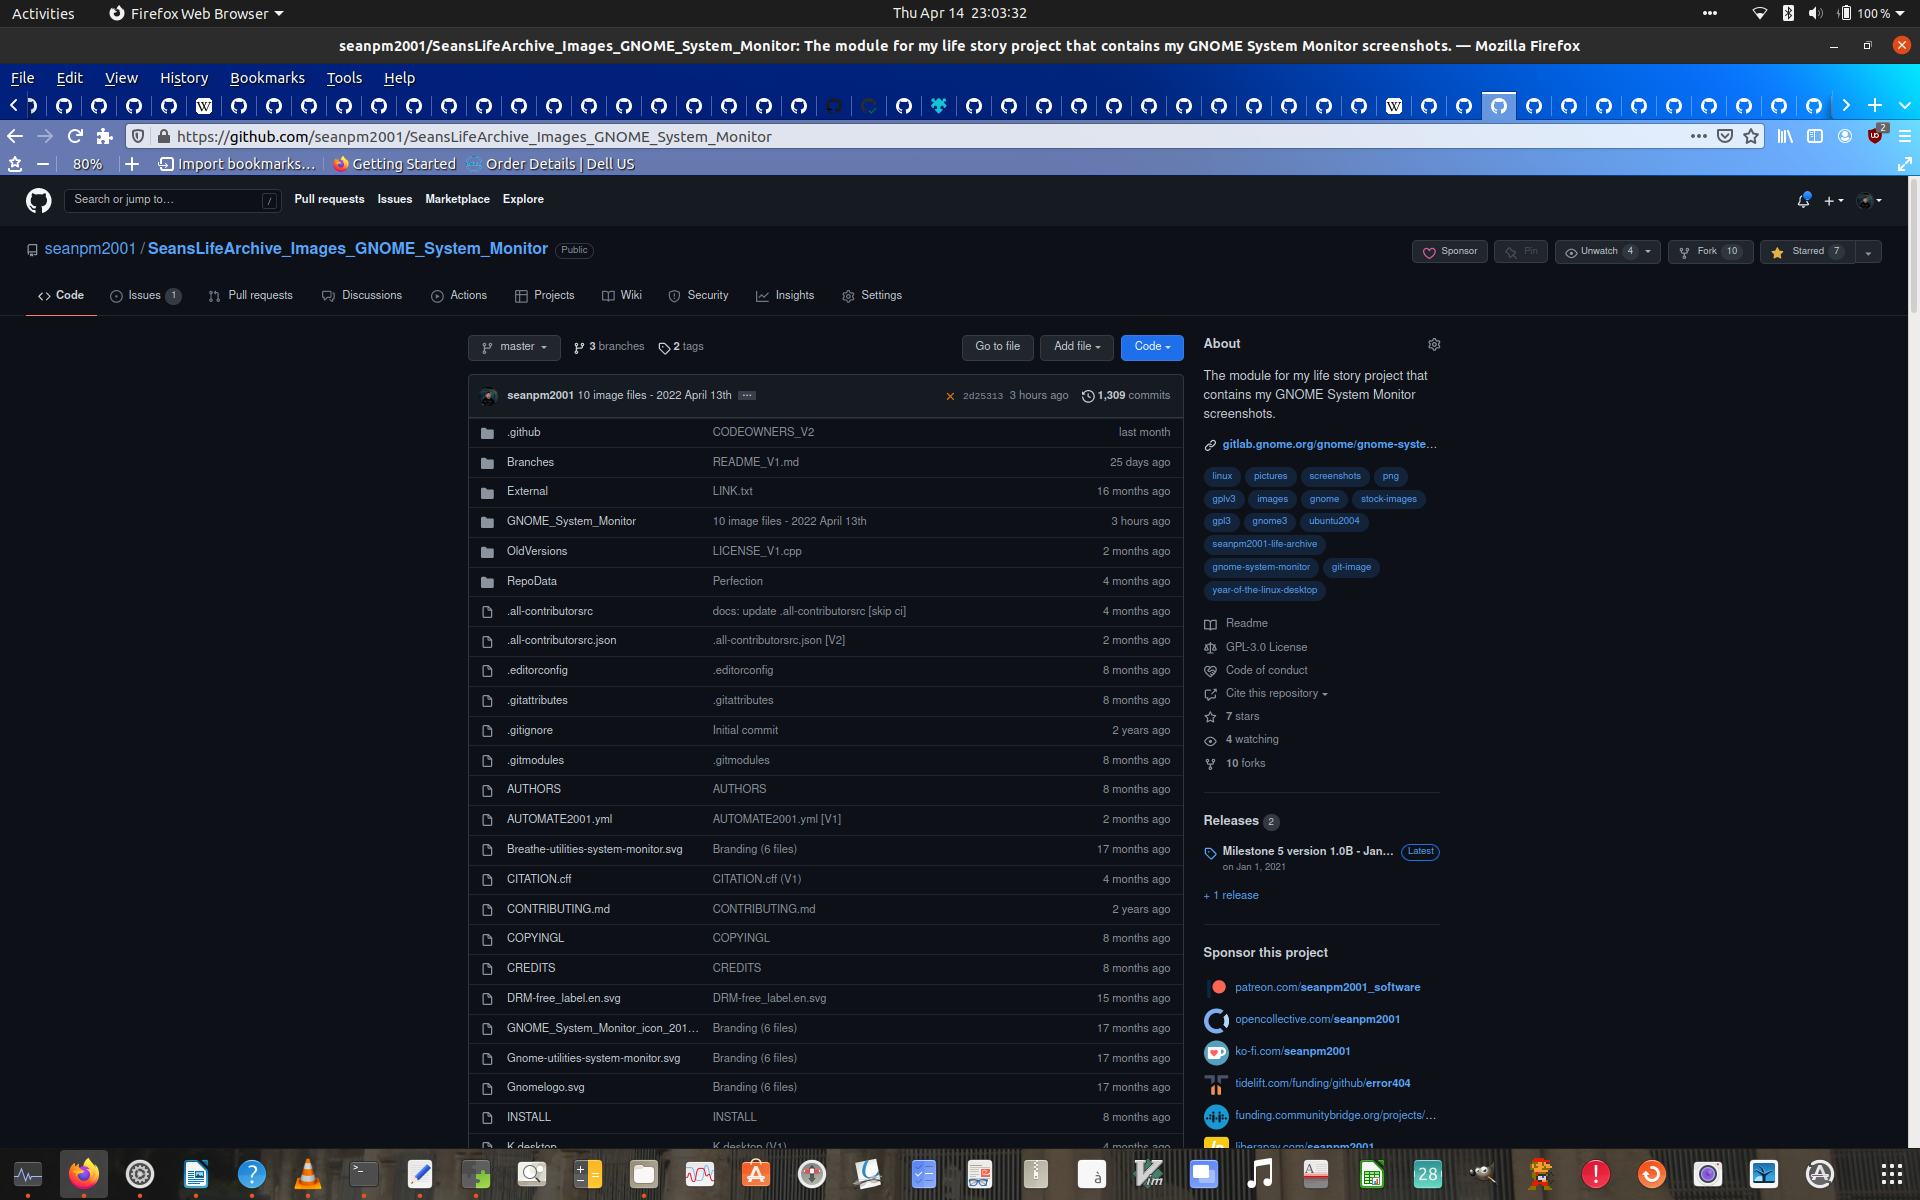 Activities Firefox Web Browser Thu Apr 14 23:03:32 100 %
seanpm2001/SeansLifeArchive_Images_GNOME_System_Monitor: The module for my life story project that contains my GNOME System Monitor screenshots. — Mozilla Firefox
File Edit View History Bookmarks Tools Help
https://github.com/seanpm2001/SeansLifeArchive_Images_GNOME_System_Monitor 2
80% Import bookmarks... Getting Started Order Details | Dell US
Search or jump to... / Pull requests Issues Marketplace Explore
seanpm2001 / SeansLifeArchive_Images_GNOME_System_Monitor Public Sponsor Pin Unwatch 4 Fork 10 Starred 7
Code Issues 1 Pull requests Discussions Actions Projects Wiki Security Insights Settings
master 3 branches 2 tags Go to file Add file Code
seanpm2001 10 image files - 2022 April 13th ... 2d25313 3 hours ago 1,309 commits
.github CODEOWNERS_V2 last month
Branches README_V1.md 25 days ago
External LINK.txt 16 months ago
GNOME_System_Monitor 10 image files - 2022 April 13th 3 hours ago
OldVersions LICENSE_V1.cpp 2 months ago
RepoData Perfection 4 months ago
.all-contributorsrc docs: update .all-contributorsrc [skip ci] 4 months ago
.all-contributorsrc.json .all-contributorsrc.json [V2] 2 months ago
.editorconfig .editorconfig 8 months ago
.gitattributes .gitattributes 8 months ago
.gitignore Initial commit 2 years ago
.gitmodules .gitmodules 8 months ago
AUTHORS AUTHORS 8 months ago
AUTOMATE2001.yml AUTOMATE2001.yml [V1] 2 months ago
Breathe-utilities-system-monitor.svg Branding (6 files) 17 months ago
CITATION.cff CITATION.cff (V1) 4 months ago
CONTRIBUTING.md CONTRIBUTING.md 2 years ago
COPYINGL COPYINGL 8 months ago
CREDITS CREDITS 8 months ago
DRM-free_label.en.svg DRM-free_label.en.svg 15 months ago
GNOME_System_Monitor_icon_201... Branding (6 files) 17 months ago
Gnome-utilities-system-monitor.svg Branding (6 files) 17 months ago
Gnomelogo.svg Branding (6 files) 17 months ago
INSTALL INSTALL 8 months ago
K.desktop K.desktop (V1) 4 months ago
About
The module for my life story project that
contains my GNOME System Monitor
screenshots.
gitlab.gnome.org/gnome/gnome-syste...
linux pictures screenshots png
gplv3 images gnome stock-images
gpl3 gnome3 ubuntu2004
seanpm2001-life-archive
gnome-system-monitor git-image
year-of-the-linux-desktop
Readme
GPL-3.0 License
Code of conduct
Cite this repository
7 stars
4 watching
10 forks
Releases 2
Milestone 5 version 1.0B - Jan... Latest
on Jan 1, 2021
+ 1 release
Sponsor this project
patreon.com/seanpm2001_software
opencollective.com/seanpm2001
ko-fi.com/seanpm2001
tidelift.com/funding/github/error404
funding.communitybridge.org/projects/...
liberapay.com/seanpm2001
28